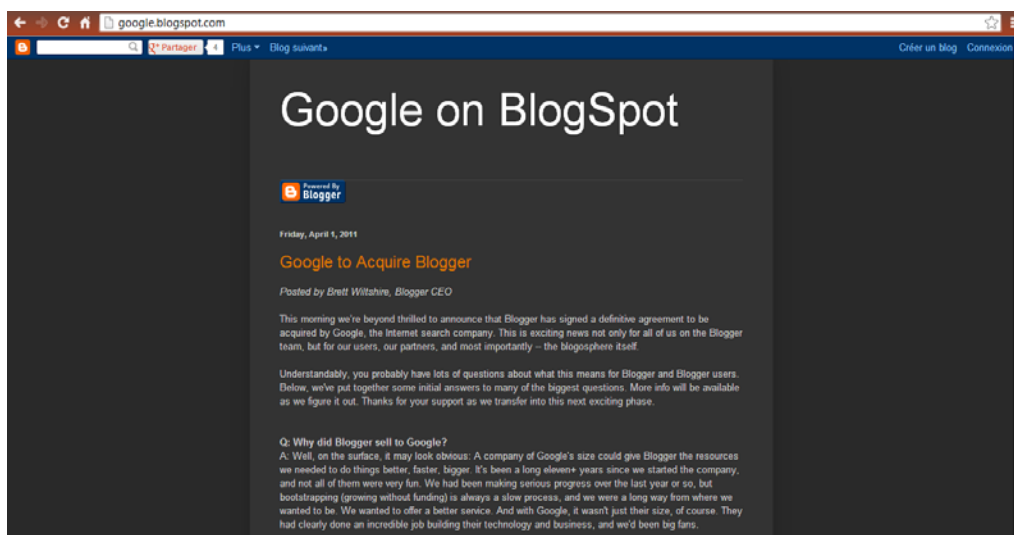 google.blogspot.com
Partager 4 Plus Blog suivant» Créer un blog Connexion
Google on BlogSpot
Powered By
Blogger
Friday, April 1, 2011
Google to Acquire Blogger
Posted by Brett Wiltshire, Blogger CEO
This morning we're beyond thrilled to announce that Blogger has signed a definitive agreement to be
acquired by Google, the Internet search company. This is exciting news not only for all of us on the Blogger
team, but for our users, our partners, and most importantly – the blogosphere itself.
Understandably, you probably have lots of questions about what this means for Blogger and Blogger users.
Below, we've put together some initial answers to many of the biggest questions. More info will be available
as we figure it out. Thanks for your support as we transfer into this next exciting phase.
Q: Why did Blogger sell to Google?
A: Well, on the surface, it may look obvious: A company of Google's size could give Blogger the resources
we needed to do things better, faster, bigger. It's been a long eleven+ years since we started the company,
and not all of them were very fun. We had been making serious progress over the last year or so, but
bootstrapping (growing without funding) is always a slow process, and we were a long way from where we
wanted to be. We wanted to offer a better service. And with Google, it wasn't just their size, of course. They
had clearly done an incredible job building their technology and business, and we'd been big fans.